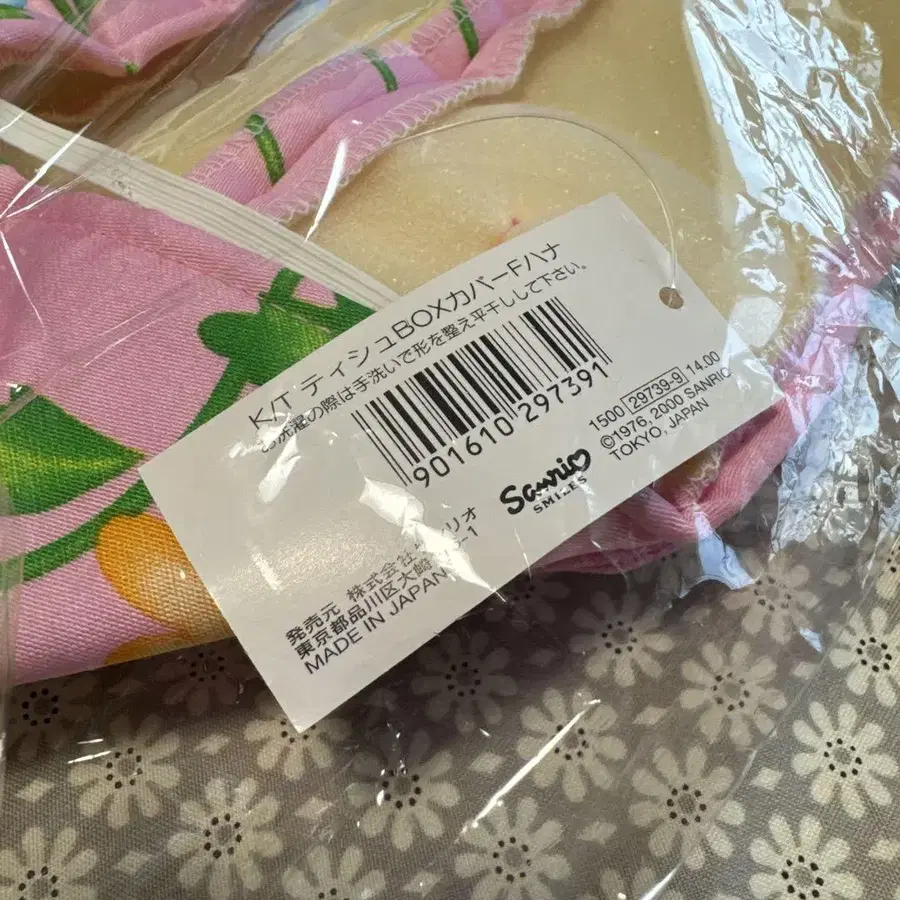 K/T ティシュBOXカバーFハナ
お洗濯の際は手洗いで形を整え平干しして下さい。
901610 297391
1500 29739-9 14.00
©1976, 2000 SANRIO
TOKYO, JAPAN
Sanrio
SMILES
発売元 株式会社 リオ
東京都品川区大崎 -1
MADE IN JAPAN